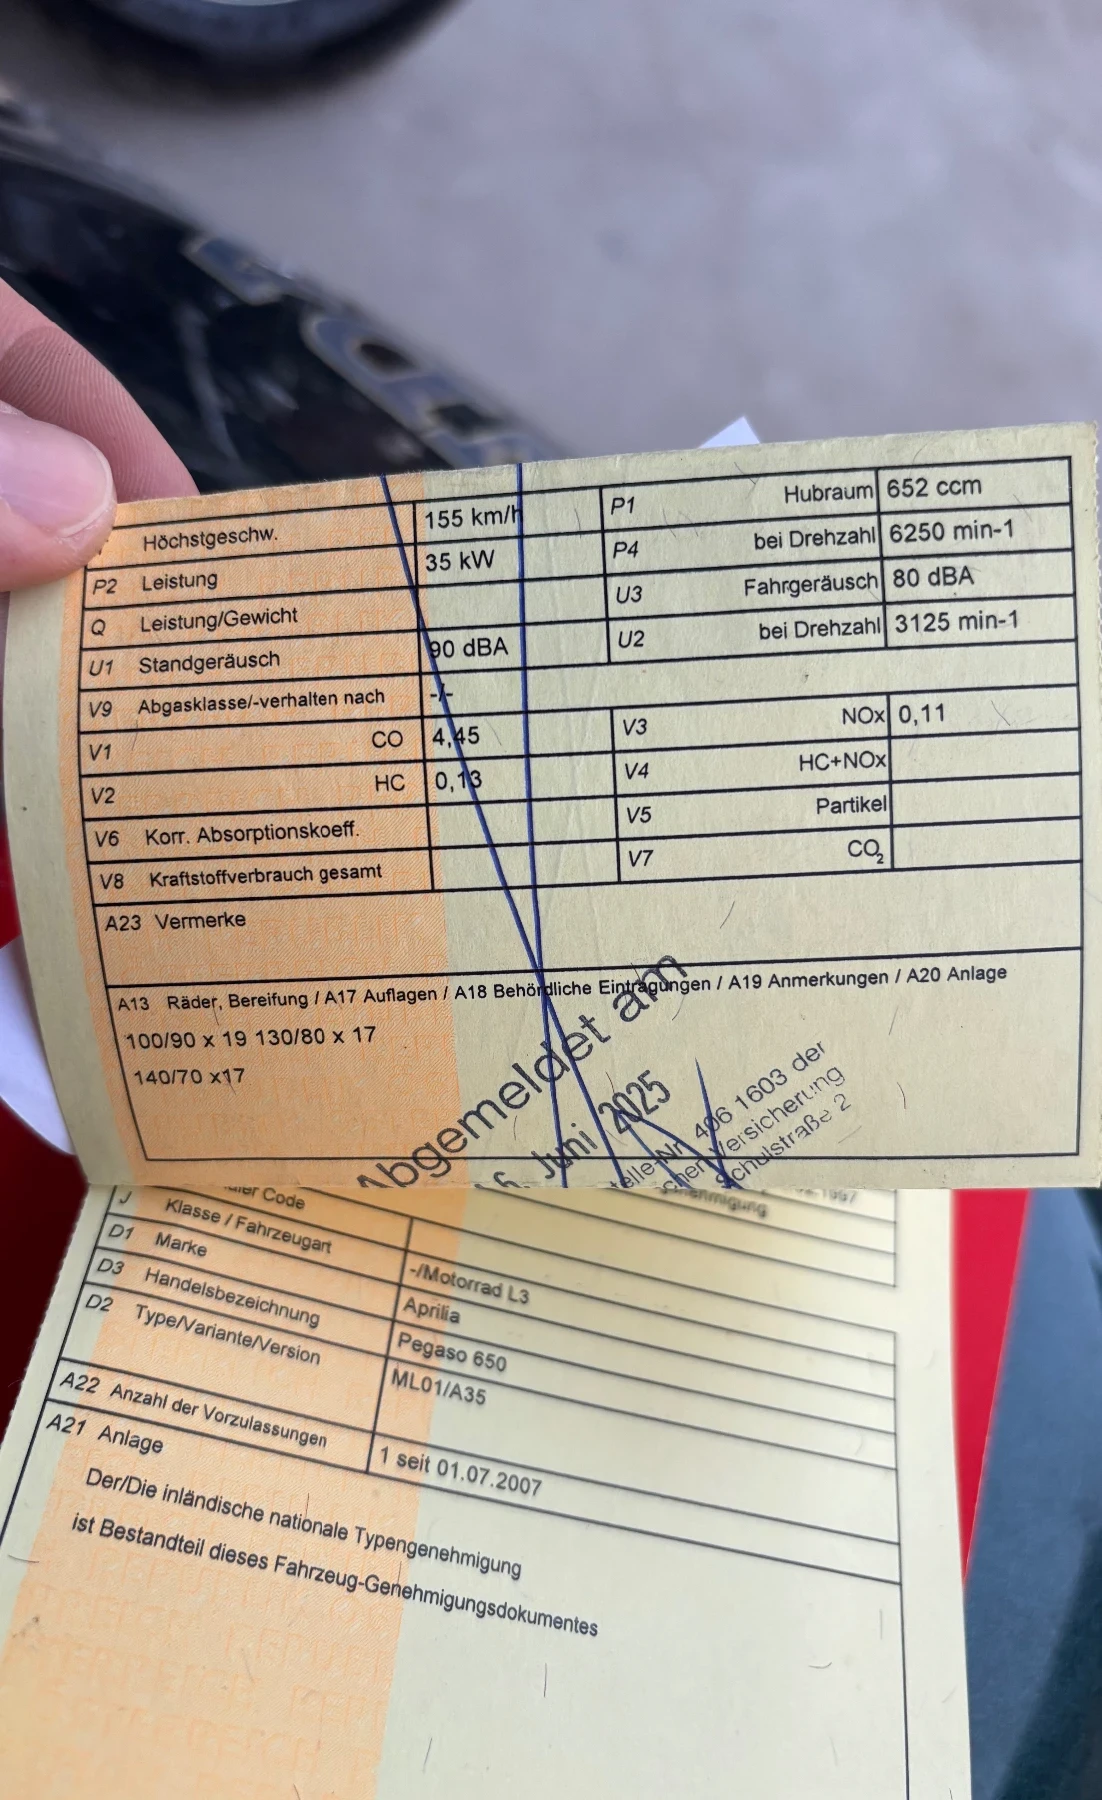 Höchstgeschw. 155 km/h P1 Hubraum 652 ccm
P2 Leistung 35 kW P4 bei Drehzahl 6250 min-1
Q Leistung/Gewicht U3 Fahrgeräusch 80 dBA
U1 Standgeräusch 90 dBA U2 bei Drehzahl 3125 min-1
V9 Abgasklasse/-verhalten nach -/-
V1 CO 4,45 V3 NOx 0,11
V2 HC 0,13 V4 HC+NOx
V6 Korr. Absorptionskoeff. V5 Partikel
V8 Kraftstoffverbrauch gesamt V7 CO2
A23 Vermerke
A13 Räder, Bereifung / A17 Auflagen / A18 Behördliche Eintragungen / A19 Anmerkungen / A20 Anlage
100/90 x 19 130/80 x 17
140/70 x17
Abgemeldet am
Juni 2025
406 1603 der
Schulstraße 2
Code
J Klasse / Fahrzeugart -/Motorrad L3
D1 Marke Aprilia
D3 Handelsbezeichnung Pegaso 650
D2 Type/Variante/Version ML01/A35
A22 Anzahl der Vorzulassungen 1 seit 01.07.2007
A21 Anlage
Der/Die inländische nationale Typengenehmigung
ist Bestandteil dieses Fahrzeug-Genehmigungsdokumentes